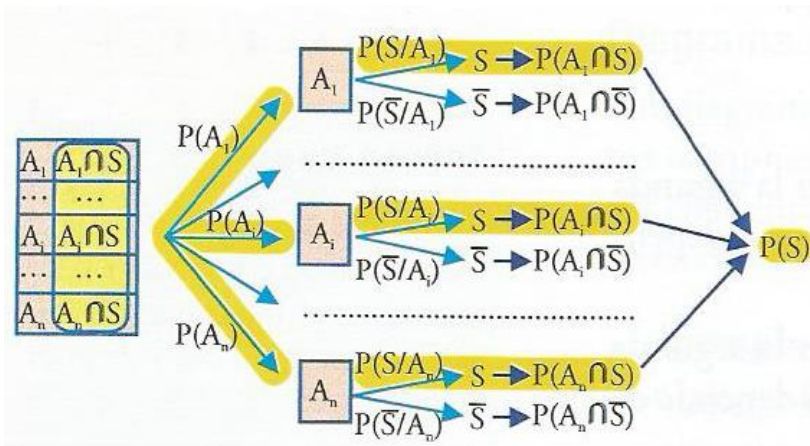 A₁ A₁∩S
... ...
Aᵢ Aᵢ∩S
... ...
Aₙ Aₙ∩S
P(A₁)
P(Aᵢ)
P(Aₙ)
A₁
P(S/A₁) S → P(A₁∩S)
P(S̅/A₁) S̅ → P(A₁∩S̅)
Aᵢ
P(S/Aᵢ) S → P(Aᵢ∩S)
P(S̅/Aᵢ) S̅ → P(Aᵢ∩S̅)
Aₙ
P(S/Aₙ) S → P(Aₙ∩S)
P(S̅/Aₙ) S̅ → P(Aₙ∩S̅)
P(S)